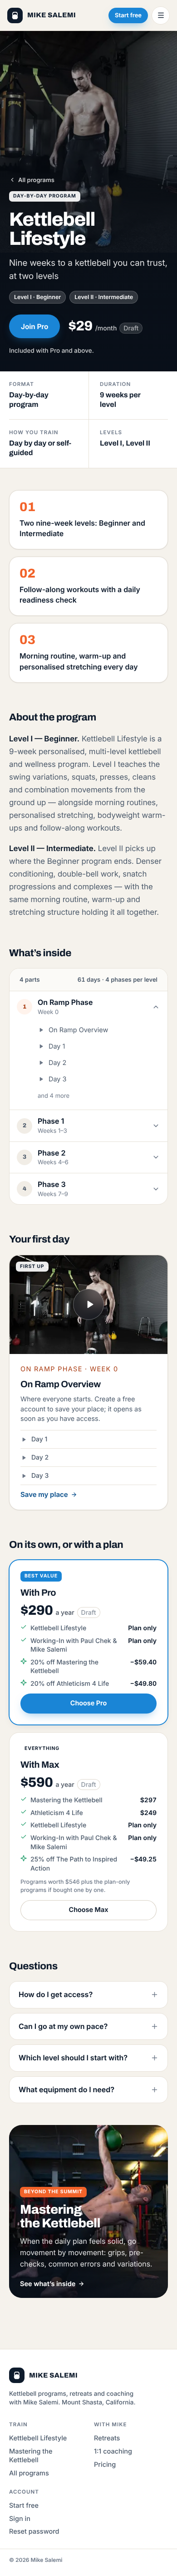 MIKE SALEMI
Start free
All programs
DAY-BY-DAY PROGRAM
Kettlebell
Lifestyle
Nine weeks to a kettlebell you can trust,
at two levels
Level I · Beginner
Level II · Intermediate
Join Pro
$29 /month Draft
Included with Pro and above.
FORMAT
Day-by-day
program
DURATION
9 weeks per
level
HOW YOU TRAIN
Day by day or self-
guided
LEVELS
Level I, Level II
01
Two nine-week levels: Beginner and
Intermediate
02
Follow-along workouts with a daily
readiness check
03
Morning routine, warm-up and
personalised stretching every day
About the program
Level I — Beginner. Kettlebell Lifestyle is a
9-week personalised, multi-level kettlebell
and wellness program. Level I teaches the
swing variations, squats, presses, cleans
and combination movements from the
ground — alongside morning routines,
personalised stretching, bodyweight warm-
ups and follow-along workouts.
Level II — Intermediate. Level II picks up
where the Beginner program ends. Denser
conditioning, double-bell work, snatch
progressions and complexes — with the
same morning routine, warm-up and
stretching structure holding it all together.
What's inside
4 parts
61 days · 4 phases per level
1
On Ramp Phase
Week 0
On Ramp Overview
Day 1
Day 2
Day 3
and 4 more
2
Phase 1
Weeks 1–3
3
Phase 2
Weeks 4–6
4
Phase 3
Weeks 7–9
Your first day
FIRST UP
ON RAMP PHASE · WEEK 0
On Ramp Overview
Where everyone starts. Create a free
account to save your place; it opens as
soon as you have access.
Day 1
Day 2
Day 3
Save my place →
On its own, or with a plan
BEST VALUE
With Pro
$290 a year Draft
Kettlebell Lifestyle
Plan only
Working-In with Paul Chek &
Mike Salemi
Plan only
20% off Mastering the
Kettlebell
−$59.40
20% off Athleticism 4 Life
−$49.80
Choose Pro
EVERYTHING
With Max
$590 a year Draft
Mastering the Kettlebell
$297
Athleticism 4 Life
$249
Kettlebell Lifestyle
Plan only
Working-In with Paul Chek &
Mike Salemi
Plan only
25% off The Path to Inspired
Action
−$49.25
Programs worth $546 plus the plan-only
programs if bought one by one.
Choose Max
Questions
How do I get access?
Can I go at my own pace?
Which level should I start with?
What equipment do I need?
BEYOND THE SUMMIT
Mastering
the Kettlebell
When the daily plan feels solid, go
movement by movement: grips, pre-
checks, common errors and variations.
See what's inside →
MIKE SALEMI
Kettlebell programs, retreats and coaching
with Mike Salemi. Mount Shasta, California.
TRAIN
Kettlebell Lifestyle
Mastering the
Kettlebell
All programs
WITH MIKE
Retreats
1:1 coaching
Pricing
ACCOUNT
Start free
Sign in
Reset password
© 2026 Mike Salemi